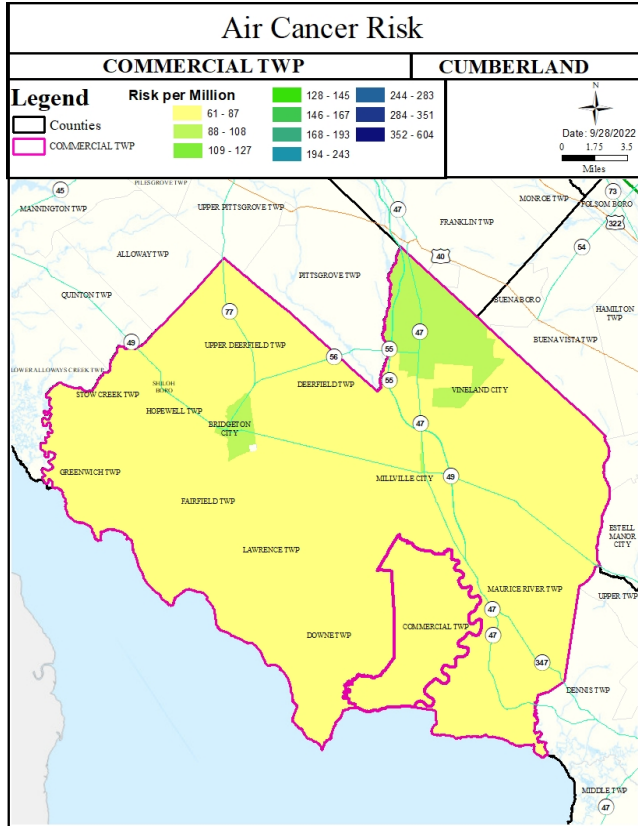 Air Cancer Risk
COMMERCIAL TWP
CUMBERLAND
Legend
Counties
COMMERCIAL TWP
Risk per Million
61 - 87
88 - 108
109 - 127
128 - 145
146 - 167
168 - 193
194 - 243
244 - 283
284 - 351
352 - 604
N
Date: 9/28/2022
0 1.75 3.5
Miles
PILESGROVE TWP
45
MANNINGTON TWP
UPPER PITTSGROVE TWP
47
FRANKLIN TWP
MONROE TWP
73
FOLSOM BORO
322
54
40
ALLOWAY TWP
PITTSGROVE TWP
QUINTON TWP
BUENA BORO
HAMILTON
TWP
77
49
UPPER DEERFIELD TWP
56
55
47
BUENA VISTA TWP
LOWER ALLOWAYS CREEK TWP
SHILOH
BORO
DEERFIELD TWP
55
VINELAND CITY
STOW CREEK TWP
HOPEWELL TWP
BRIDGETON
CITY
47
GREENWICH TWP
MILLVILLE CITY
49
FAIRFIELD TWP
ESTELL
MANOR
CITY
LAWRENCE TWP
MAURICE RIVER TWP
UPPER TWP
47
DOWNE TWP
COMMERCIAL TWP
47
347
DENNIS TWP
MIDDLE TWP
47